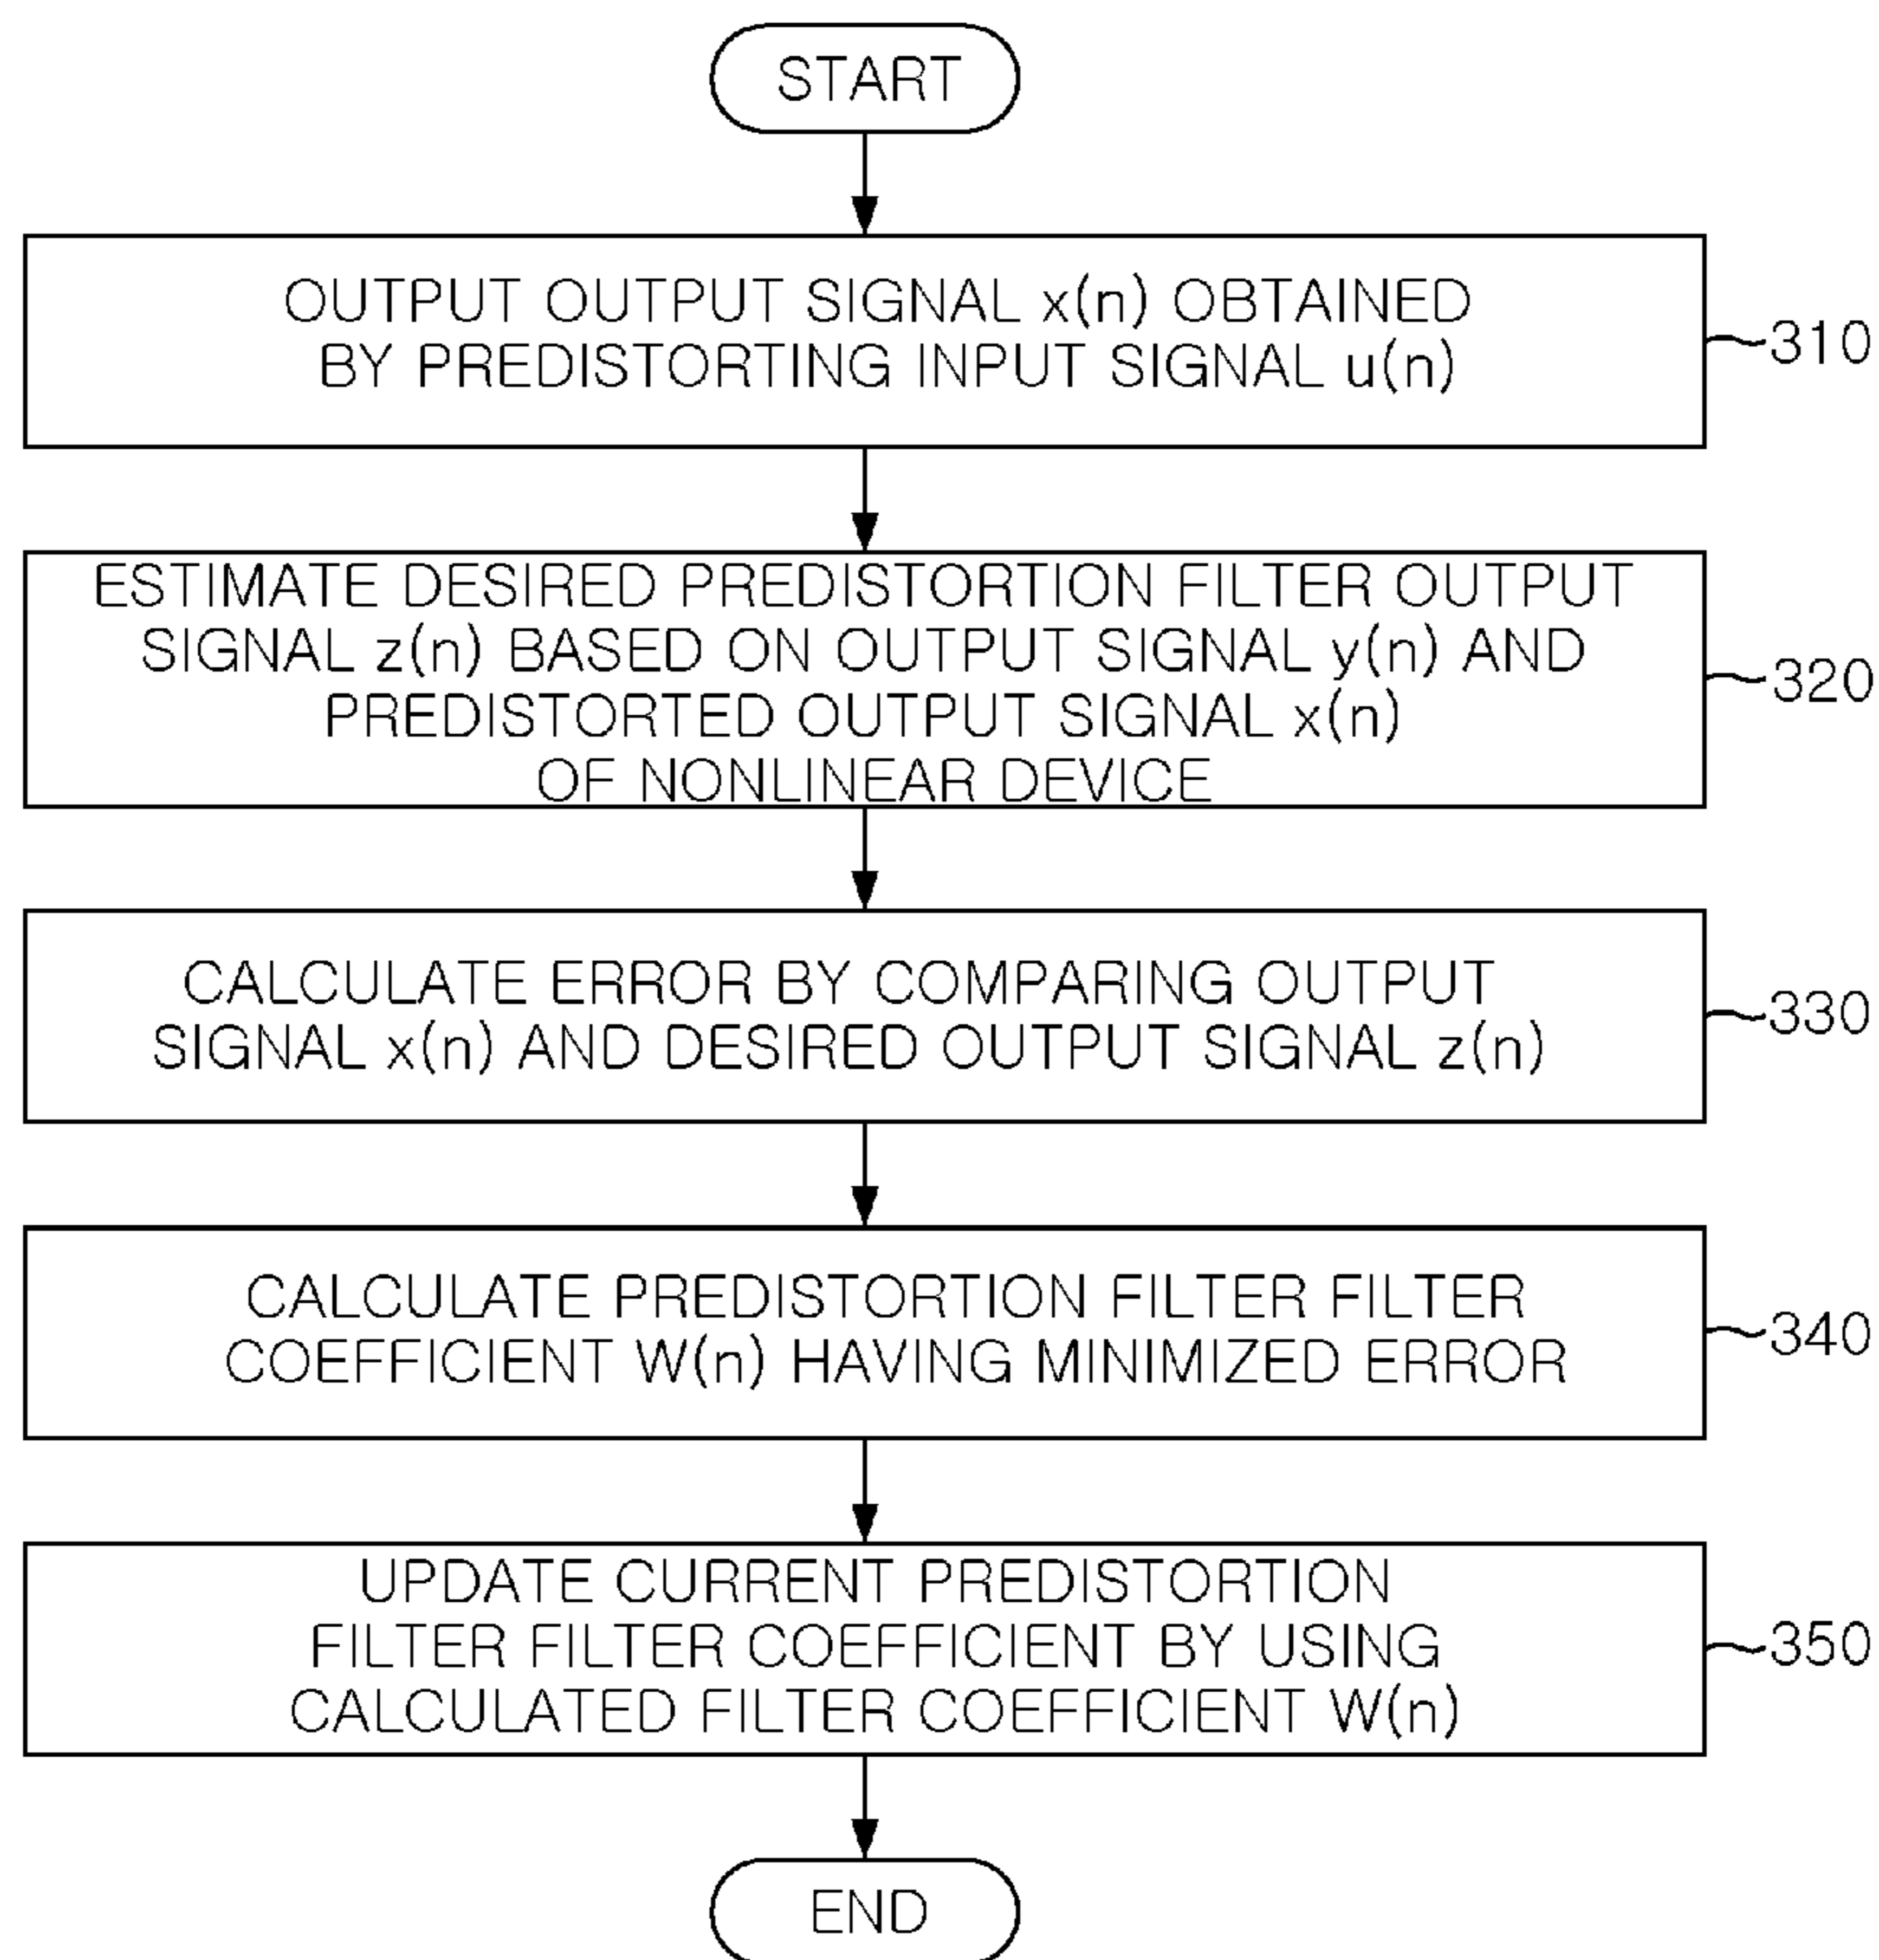 START
OUTPUT OUTPUT SIGNAL x(n) OBTAINED
BY PREDISTORTING INPUT SIGNAL u(n)
310
ESTIMATE DESIRED PREDISTORTION FILTER OUTPUT
SIGNAL z(n) BASED ON OUTPUT SIGNAL y(n) AND
PREDISTORTED OUTPUT SIGNAL x(n)
OF NONLINEAR DEVICE
320
CALCULATE ERROR BY COMPARING OUTPUT
SIGNAL x(n) AND DESIRED OUTPUT SIGNAL z(n)
330
CALCULATE PREDISTORTION FILTER FILTER
COEFFICIENT W(n) HAVING MINIMIZED ERROR
340
UPDATE CURRENT PREDISTORTION
FILTER FILTER COEFFICIENT BY USING
CALCULATED FILTER COEFFICIENT W(n)
350
END